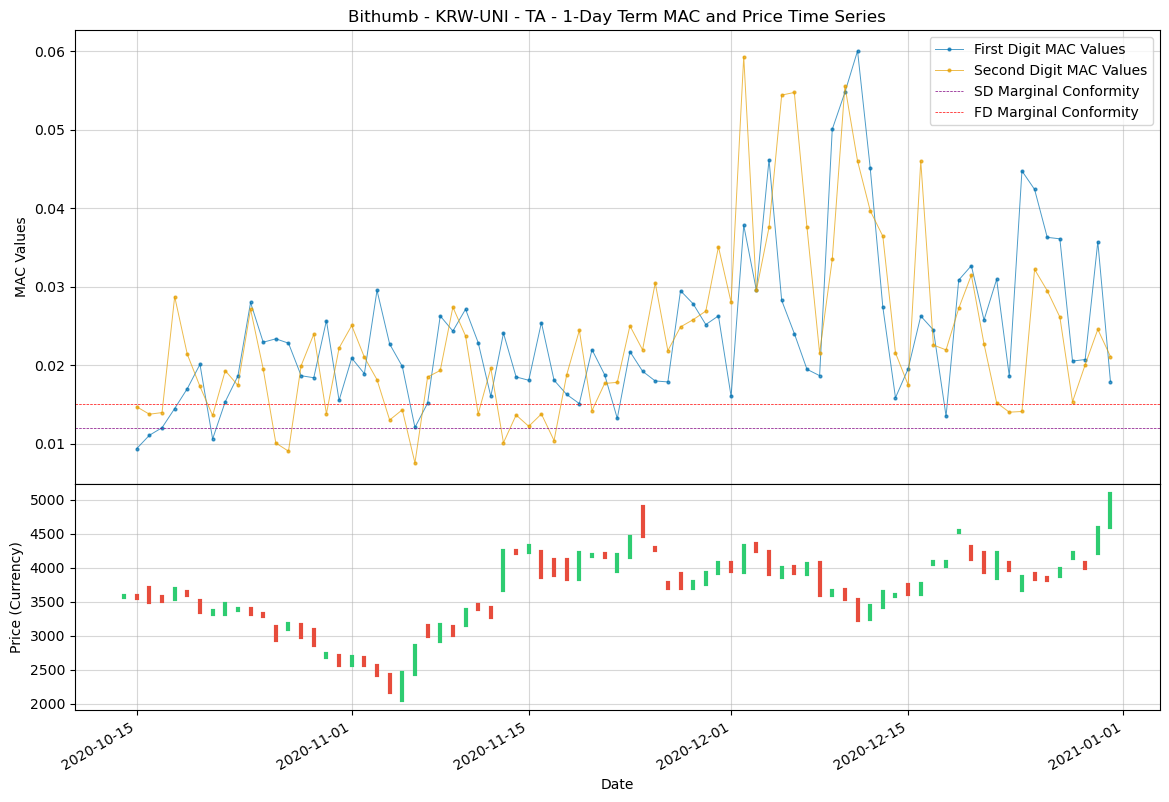 Bithumb - KRW-UNI - TA - 1-Day Term MAC and Price Time Series
First Digit MAC Values
Second Digit MAC Values
SD Marginal Conformity
FD Marginal Conformity
MAC Values
0.06
0.05
0.04
0.03
0.02
0.01
Price (Currency)
5000
4500
4000
3500
3000
2500
2000
2020-10-15
2020-11-01
2020-11-15
2020-12-01
2020-12-15
2021-01-01
Date